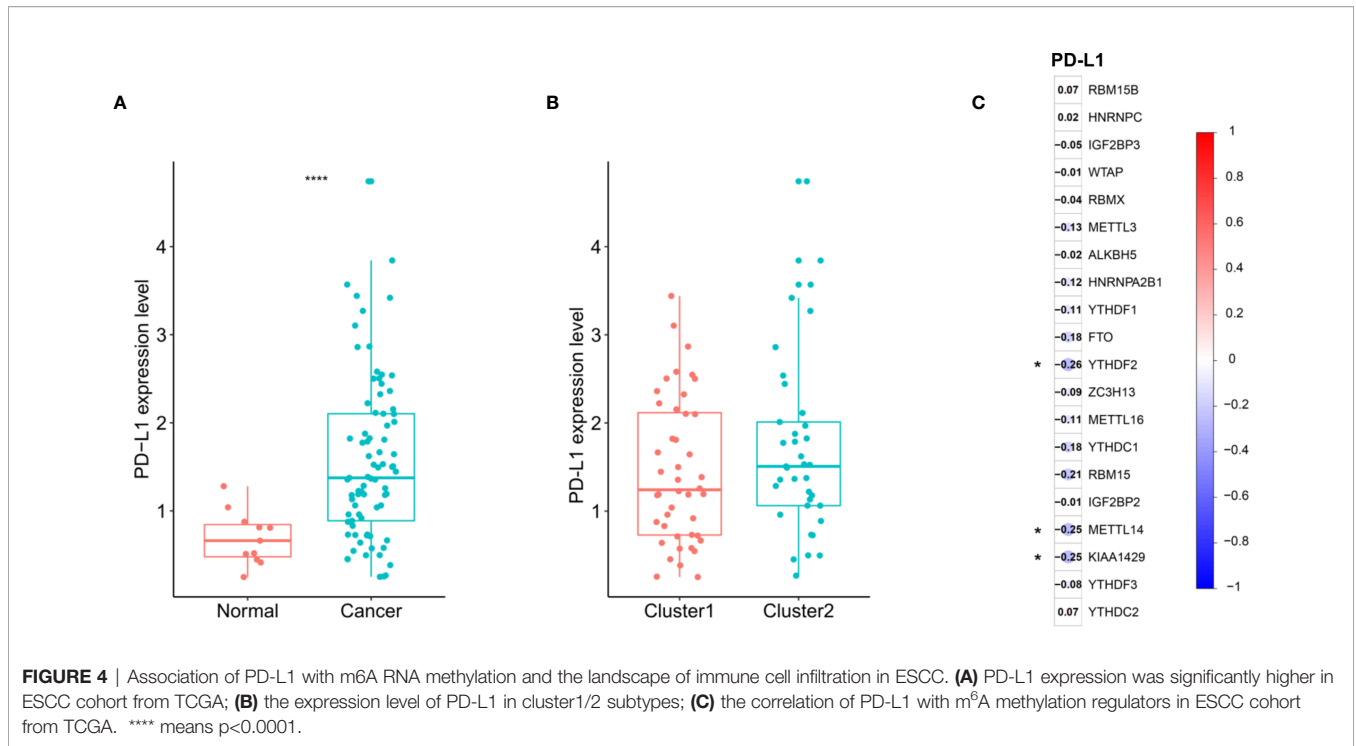 A
PD-L1 expression level
4
3
2
1
****
Normal
Cancer
B
PD-L1 expression level
4
3
2
1
Cluster1
Cluster2
C
PD-L1
0.07 RBM15B
0.02 HNRNPC
-0.05 IGF2BP3
-0.01 WTAP
-0.04 RBMX
-0.13 METTL3
-0.02 ALKBH5
-0.12 HNRNPA2B1
-0.11 YTHDF1
-0.18 FTO
* -0.26 YTHDF2
-0.09 ZC3H13
-0.11 METTL16
-0.18 YTHDC1
-0.21 RBM15
-0.01 IGF2BP2
* -0.25 METTL14
* -0.25 KIAA1429
-0.08 YTHDF3
0.07 YTHDC2
1
0.8
0.6
0.4
0.2
0
-0.2
-0.4
-0.6
-0.8
-1
FIGURE 4 | Association of PD-L1 with m6A RNA methylation and the landscape of immune cell infiltration in ESCC. (A) PD-L1 expression was significantly higher in
ESCC cohort from TCGA; (B) the expression level of PD-L1 in cluster1/2 subtypes; (C) the correlation of PD-L1 with m⁶A methylation regulators in ESCC cohort
from TCGA. **** means p<0.0001.